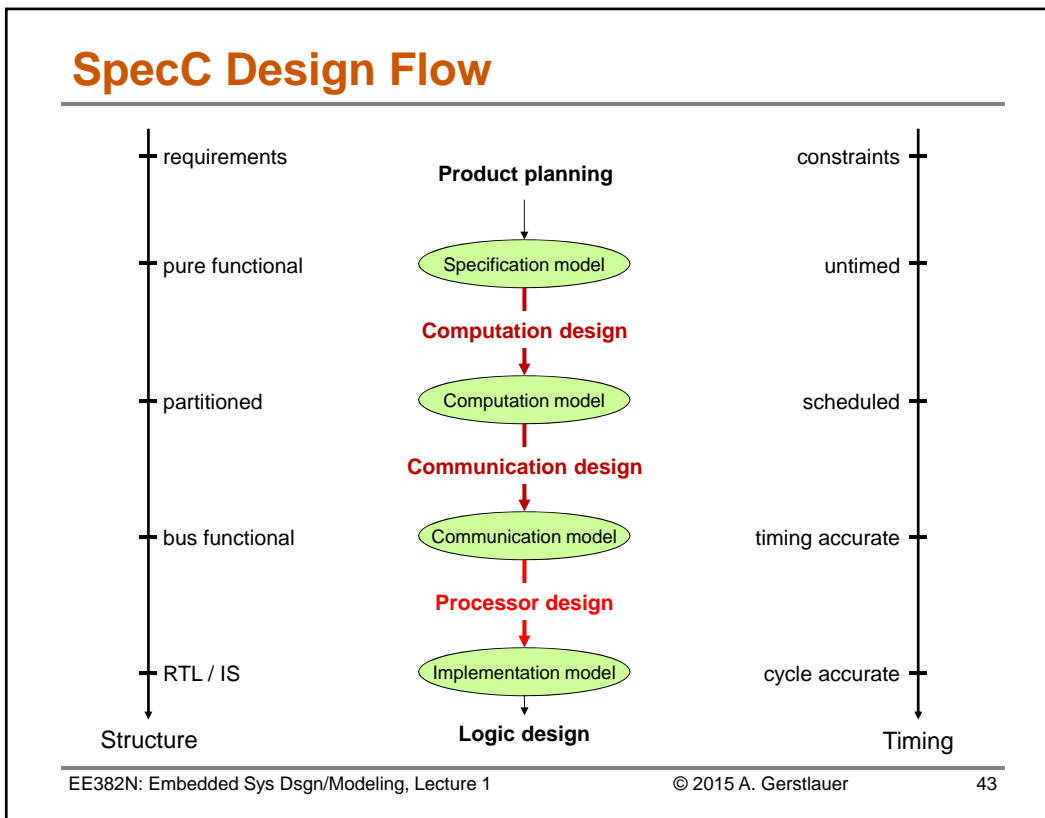 SpecC Design Flow
requirements
constraints
Product planning
pure functional
Specification model
untimed
Computation design
partitioned
Computation model
scheduled
Communication design
bus functional
Communication model
timing accurate
Processor design
RTL / IS
Implementation model
cycle accurate
Structure
Logic design
Timing
EE382N: Embedded Sys Dsgn/Modeling, Lecture 1
© 2015 A. Gerstlauer
43